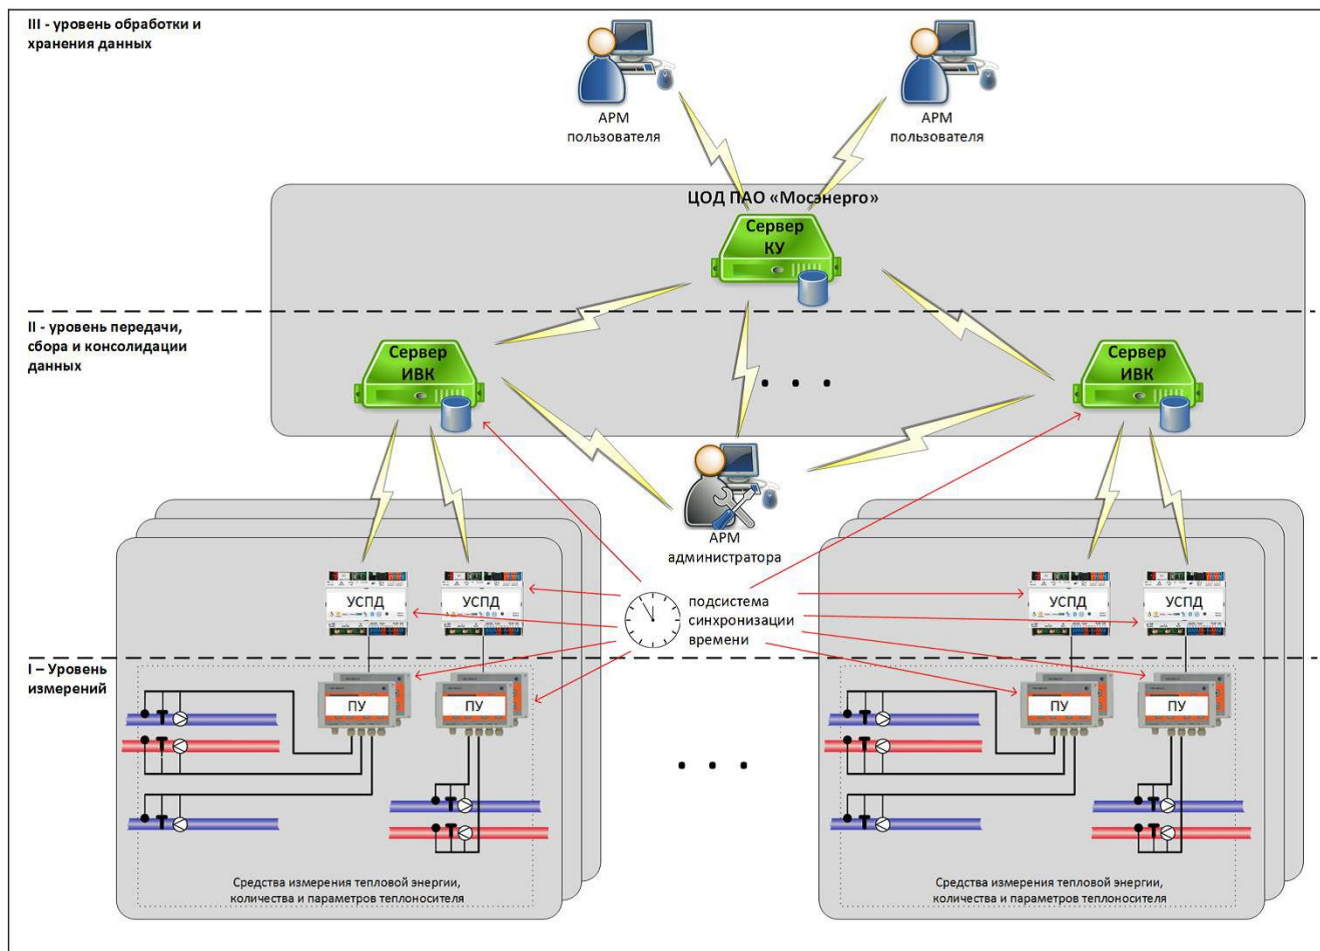 III - уровень обработки и
хранения данных
АРМ
пользователя
АРМ
пользователя
ЦОД ПАО «Мосэнерго»
Сервер
КУ
II - уровень передачи,
сбора и консолидации
данных
Сервер
ИВК
. . .
Сервер
ИВК
АРМ
администратора
УСПД
УСПД
подсистема
синхронизации
времени
УСПД
УСПД
I – Уровень
измерений
ПУ
ПУ
ПУ
ПУ
. . .
Средства измерения тепловой энергии,
количества и параметров теплоносителя
Средства измерения тепловой энергии,
количества и параметров теплоносителя